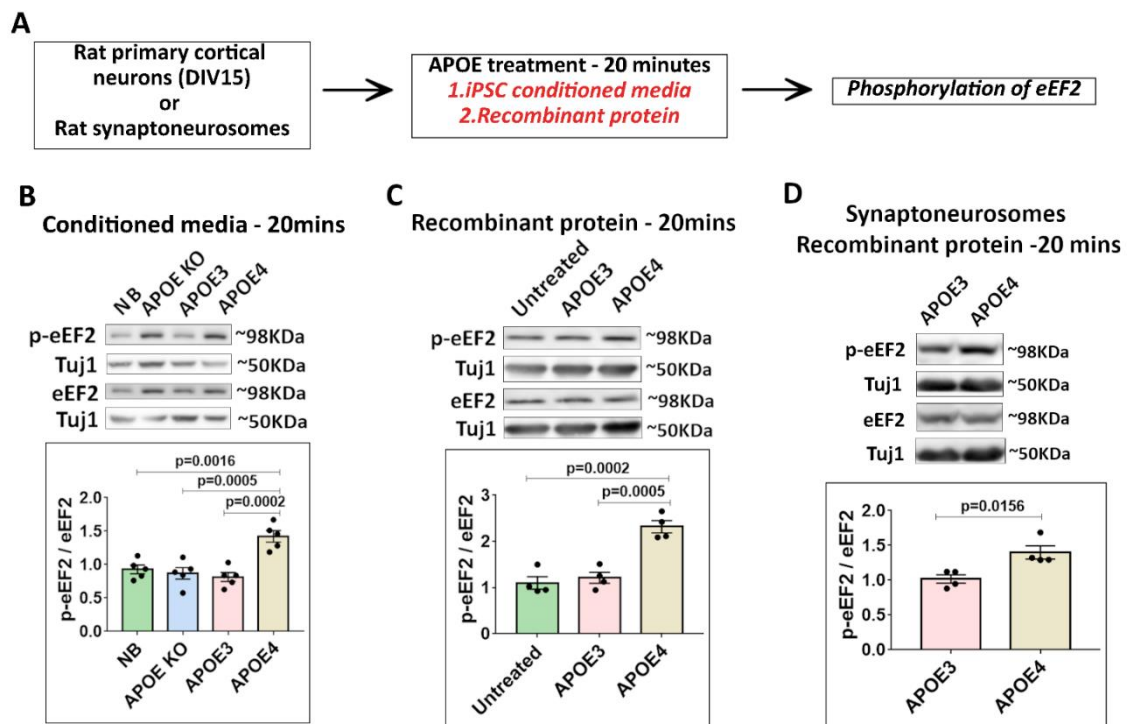 A
Rat primary cortical
neurons (DIV15)
or
Rat synaptoneurosomes
APOE treatment - 20 minutes
1.iPSC conditioned media
2.Recombinant protein
Phosphorylation of eEF2
B
Conditioned media - 20mins
NB APOE KO APOE3 APOE4
p-eEF2 ~98KDa
Tuj1 ~50KDa
eEF2 ~98KDa
Tuj1 ~50KDa
p=0.0016
p=0.0005
p=0.0002
p-eEF2 / eEF2
2.0
1.5
1.0
0.5
0.0
NB APOE KO APOE3 APOE4
C
Recombinant protein - 20mins
Untreated APOE3 APOE4
p-eEF2 ~98KDa
Tuj1 ~50KDa
eEF2 ~98KDa
Tuj1 ~50KDa
p=0.0002
p=0.0005
p-eEF2 / eEF2
3
2
1
0
Untreated APOE3 APOE4
D
Synaptoneurosomes
Recombinant protein -20 mins
APOE3 APOE4
p-eEF2 ~98KDa
Tuj1 ~50KDa
eEF2 ~98KDa
Tuj1 ~50KDa
p=0.0156
p-eEF2 / eEF2
2.0
1.5
1.0
0.5
0.0
APOE3 APOE4